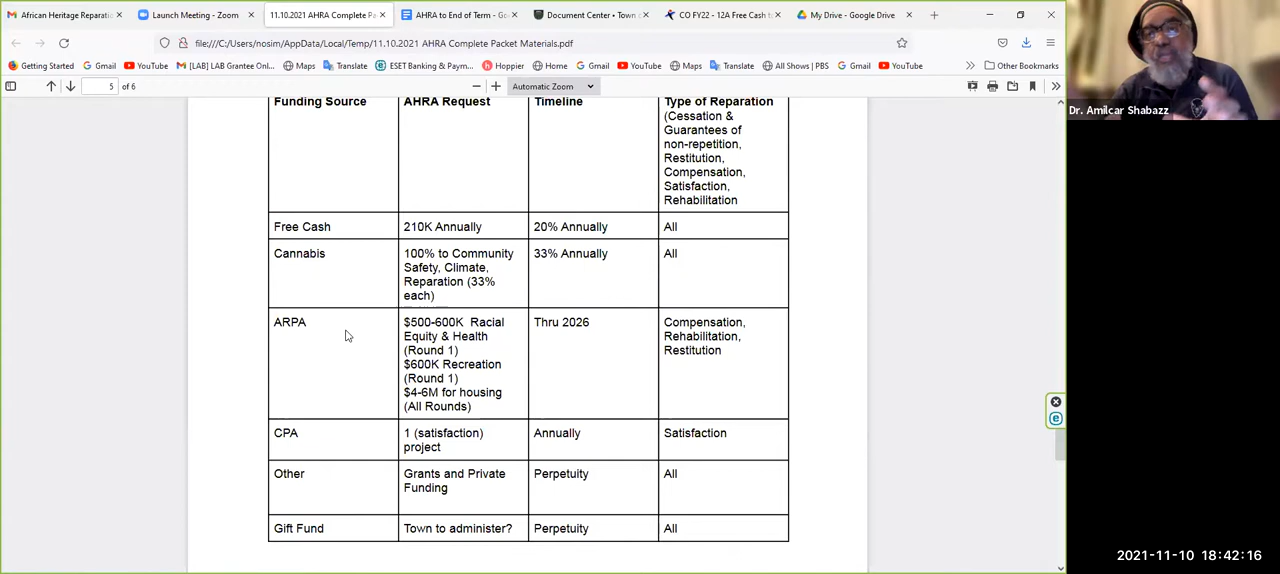 African Heritage Reparati
Launch Meeting - Zoom
11.10.2021 AHRA Complete Pa
AHRA to End of Term - Go
Document Center • Town o
CO FY22 - 12A Free Cash t
My Drive - Google Drive
file:///C:/Users/nosim/AppData/Local/Temp/11.10.2021 AHRA Complete Packet Materials.pdf
Getting Started
Gmail
YouTube
[LAB] LAB Grantee Onl...
Maps
Translate
ESET Banking & Paym...
Hoppier
Home
Gmail
YouTube
Maps
Translate
All Shows | PBS
Gmail
YouTube
Other Bookmarks
5 of 6
Automatic Zoom
Dr. Amilcar Shabazz
Funding Source
AHRA Request
Timeline
Type of Reparation
(Cessation &
Guarantees of
non-repetition,
Restitution,
Compensation,
Satisfaction,
Rehabilitation
Free Cash
210K Annually
20% Annually
All
Cannabis
100% to Community
Safety, Climate,
Reparation (33%
each)
33% Annually
All
ARPA
$500-600K Racial
Equity & Health
(Round 1)
$600K Recreation
(Round 1)
$4-6M for housing
(All Rounds)
Thru 2026
Compensation,
Rehabilitation,
Restitution
CPA
1 (satisfaction)
project
Annually
Satisfaction
Other
Grants and Private
Funding
Perpetuity
All
Gift Fund
Town to administer?
Perpetuity
All
2021-11-10 18:42:16